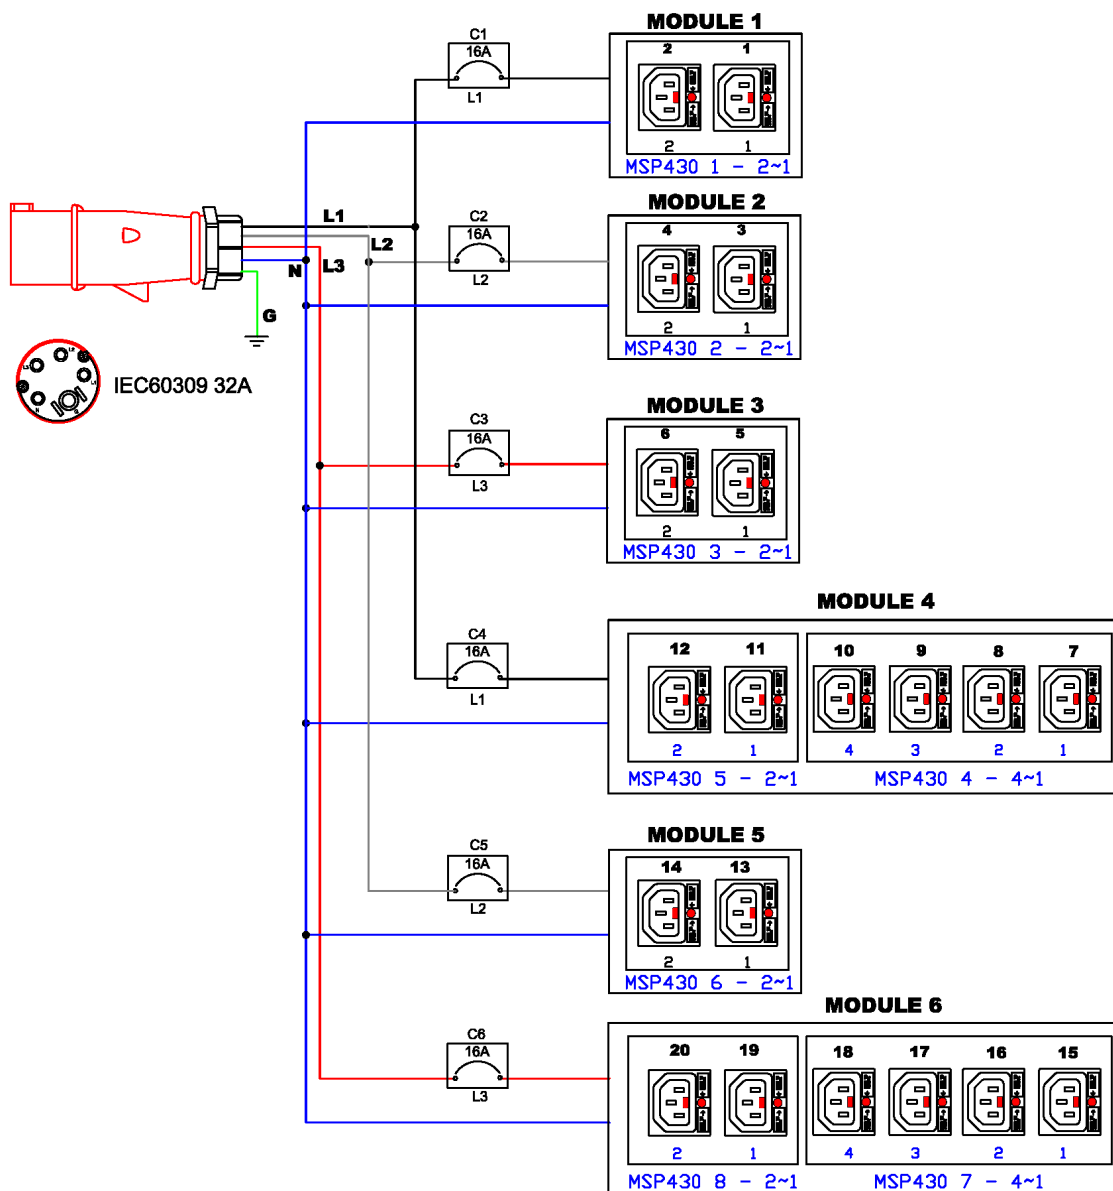 MODULE 1
C1
16A
L1
2 1
2 1
MSP430 1 - 2~1
MODULE 2
C2
16A
L2
4 3
2 1
MSP430 2 - 2~1
L1
L2
N L3
G
IEC60309 32A
L3 L2 L1 N G
MODULE 3
C3
16A
L3
6 5
2 1
MSP430 3 - 2~1
MODULE 4
C4
16A
L1
12 11 10 9 8 7
2 1 4 3 2 1
MSP430 5 - 2~1 MSP430 4 - 4~1
MODULE 5
C5
16A
L2
14 13
2 1
MSP430 6 - 2~1
MODULE 6
C6
16A
L3
20 19 18 17 16 15
2 1 4 3 2 1
MSP430 8 - 2~1 MSP430 7 - 4~1